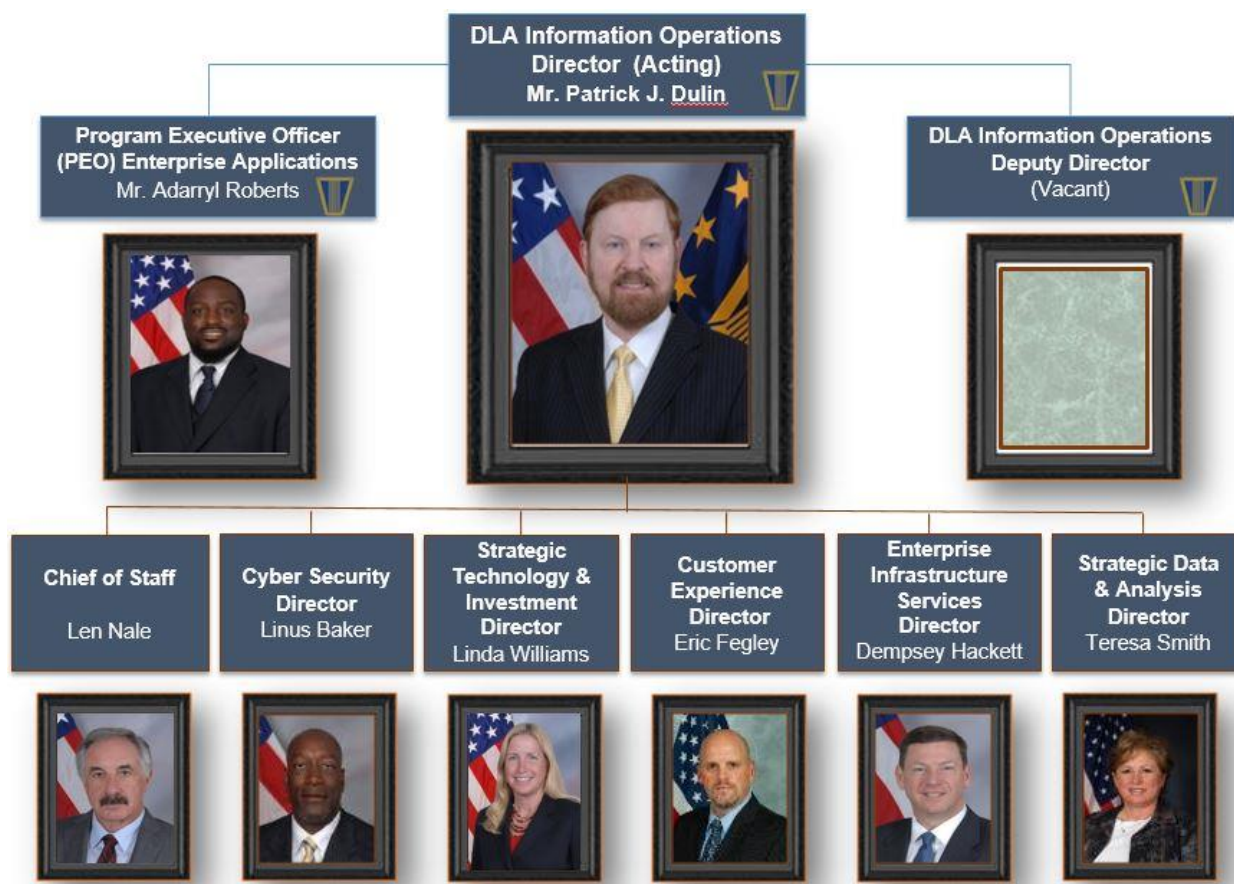 DLA Information Operations
Director (Acting)
Mr. Patrick J. Dulin
Program Executive Officer
(PEO) Enterprise Applications
Mr. Adarryl Roberts
DLA Information Operations
Deputy Director
(Vacant)
Chief of Staff
Len Nale
Cyber Security
Director
Linus Baker
Strategic
Technology &
Investment
Director
Linda Williams
Customer
Experience
Director
Eric Fegley
Enterprise
Infrastructure
Services
Director
Dempsey Hackett
Strategic Data
& Analysis
Director
Teresa Smith